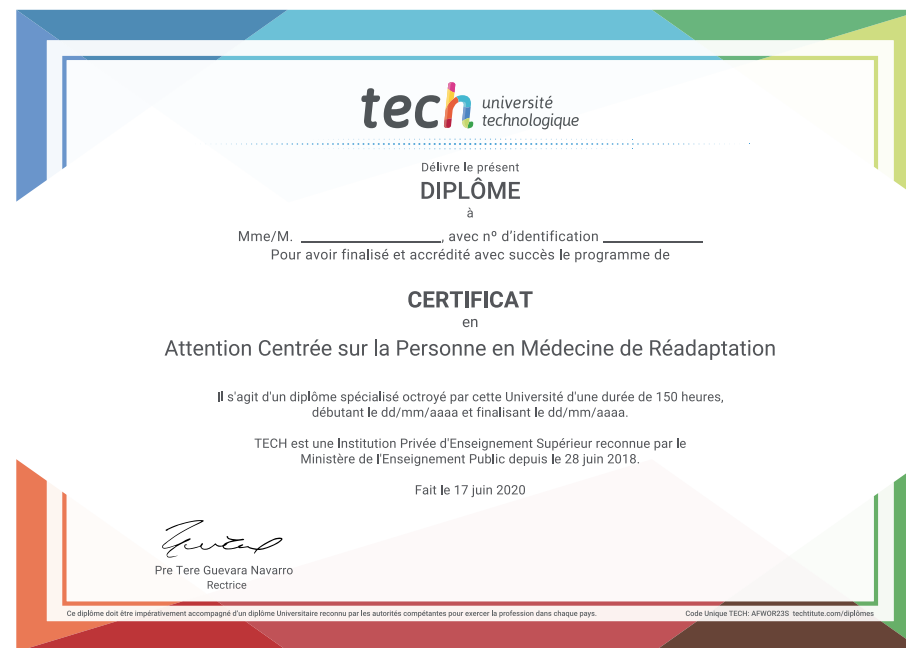 tech université
technologique
Délivre le présent
DIPLÔME
à
Mme/M. ____________________, avec nº d'identification ______________
Pour avoir finalisé et accrédité avec succès le programme de
CERTIFICAT
en
Attention Centrée sur la Personne en Médecine de Réadaptation
Il s'agit d'un diplôme spécialisé octroyé par cette Université d'une durée de 150 heures,
débutant le dd/mm/aaaa et finalisant le dd/mm/aaaa.
TECH est une Institution Privée d'Enseignement Supérieur reconnue par le
Ministère de l'Enseignement Public depuis le 28 juin 2018.
Fait le 17 juin 2020
Pre Tere Guevara Navarro
Rectrice
Ce diplôme doit être impérativement accompagné d'un diplôme Universitaire reconnu par les autorités compétantes pour exercer la profession dans chaque pays. Code Unique TECH: AFWOR23S techtitute.com/diplômes